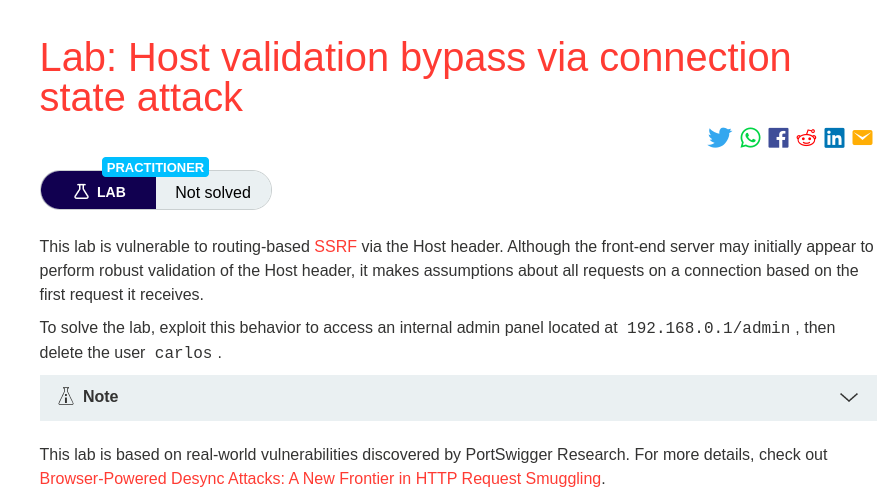 Lab: Host validation bypass via connection
state attack
PRACTITIONER
LAB
Not solved
This lab is vulnerable to routing-based SSRF via the Host header. Although the front-end server may initially appear to
perform robust validation of the Host header, it makes assumptions about all requests on a connection based on the
first request it receives.
To solve the lab, exploit this behavior to access an internal admin panel located at 192.168.0.1/admin , then
delete the user carlos .
Note
This lab is based on real-world vulnerabilities discovered by PortSwigger Research. For more details, check out
Browser-Powered Desync Attacks: A New Frontier in HTTP Request Smuggling.